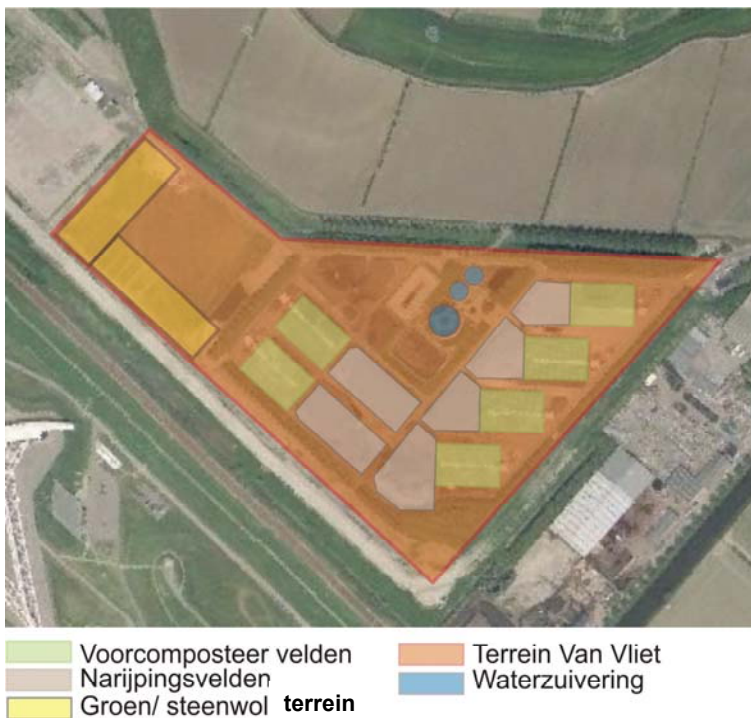 Voorcomposteer velden
Narijpingsvelden
Groen/ steenwol terrein
Terrein Van Vliet
Waterzuivering